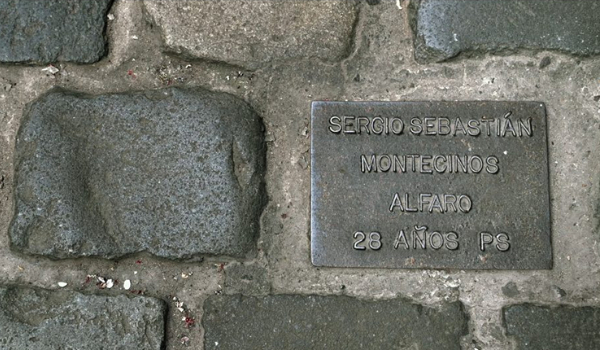 SERGIO SEBASTIÁN
MONTECINOS
ALFARO
28 AÑOS PS